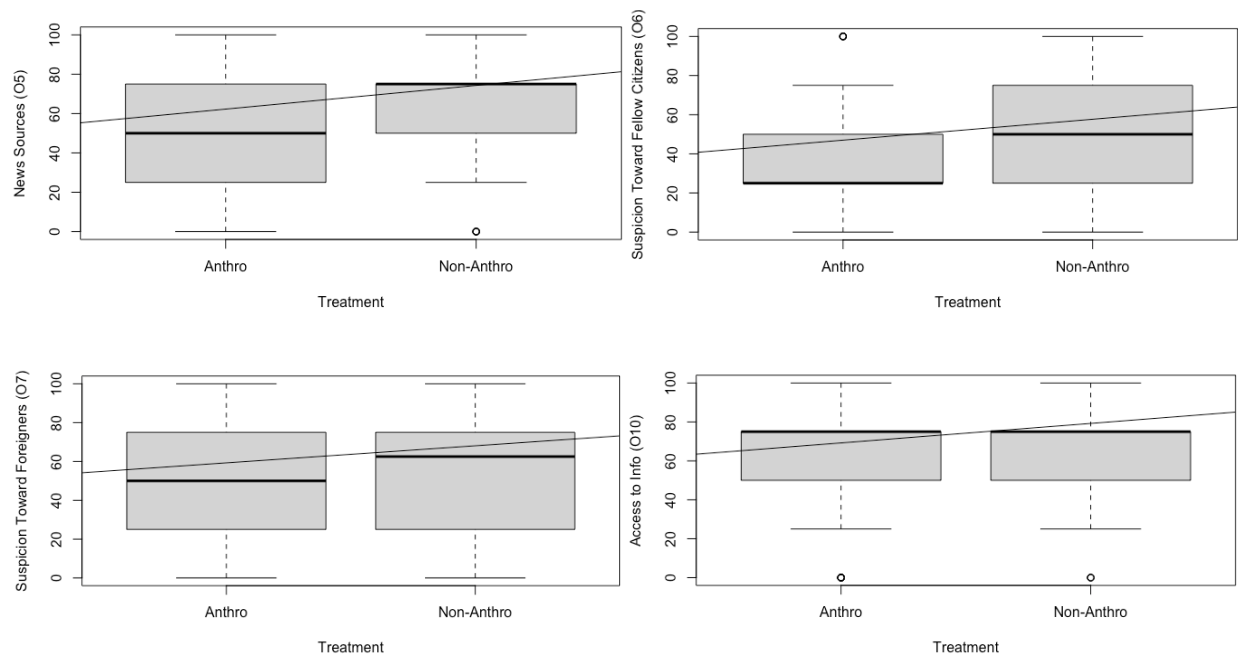 News Sources (O5)
100
80
60
40
20
0
Anthro
Non-Anthro
Treatment
Suspicion Toward Fellow Citizens (O6)
100
80
60
40
20
0
Anthro
Non-Anthro
Treatment
Suspicion Toward Foreigners (O7)
100
80
60
40
20
0
Anthro
Non-Anthro
Treatment
Access to Info (O10)
100
80
60
40
20
0
Anthro
Non-Anthro
Treatment